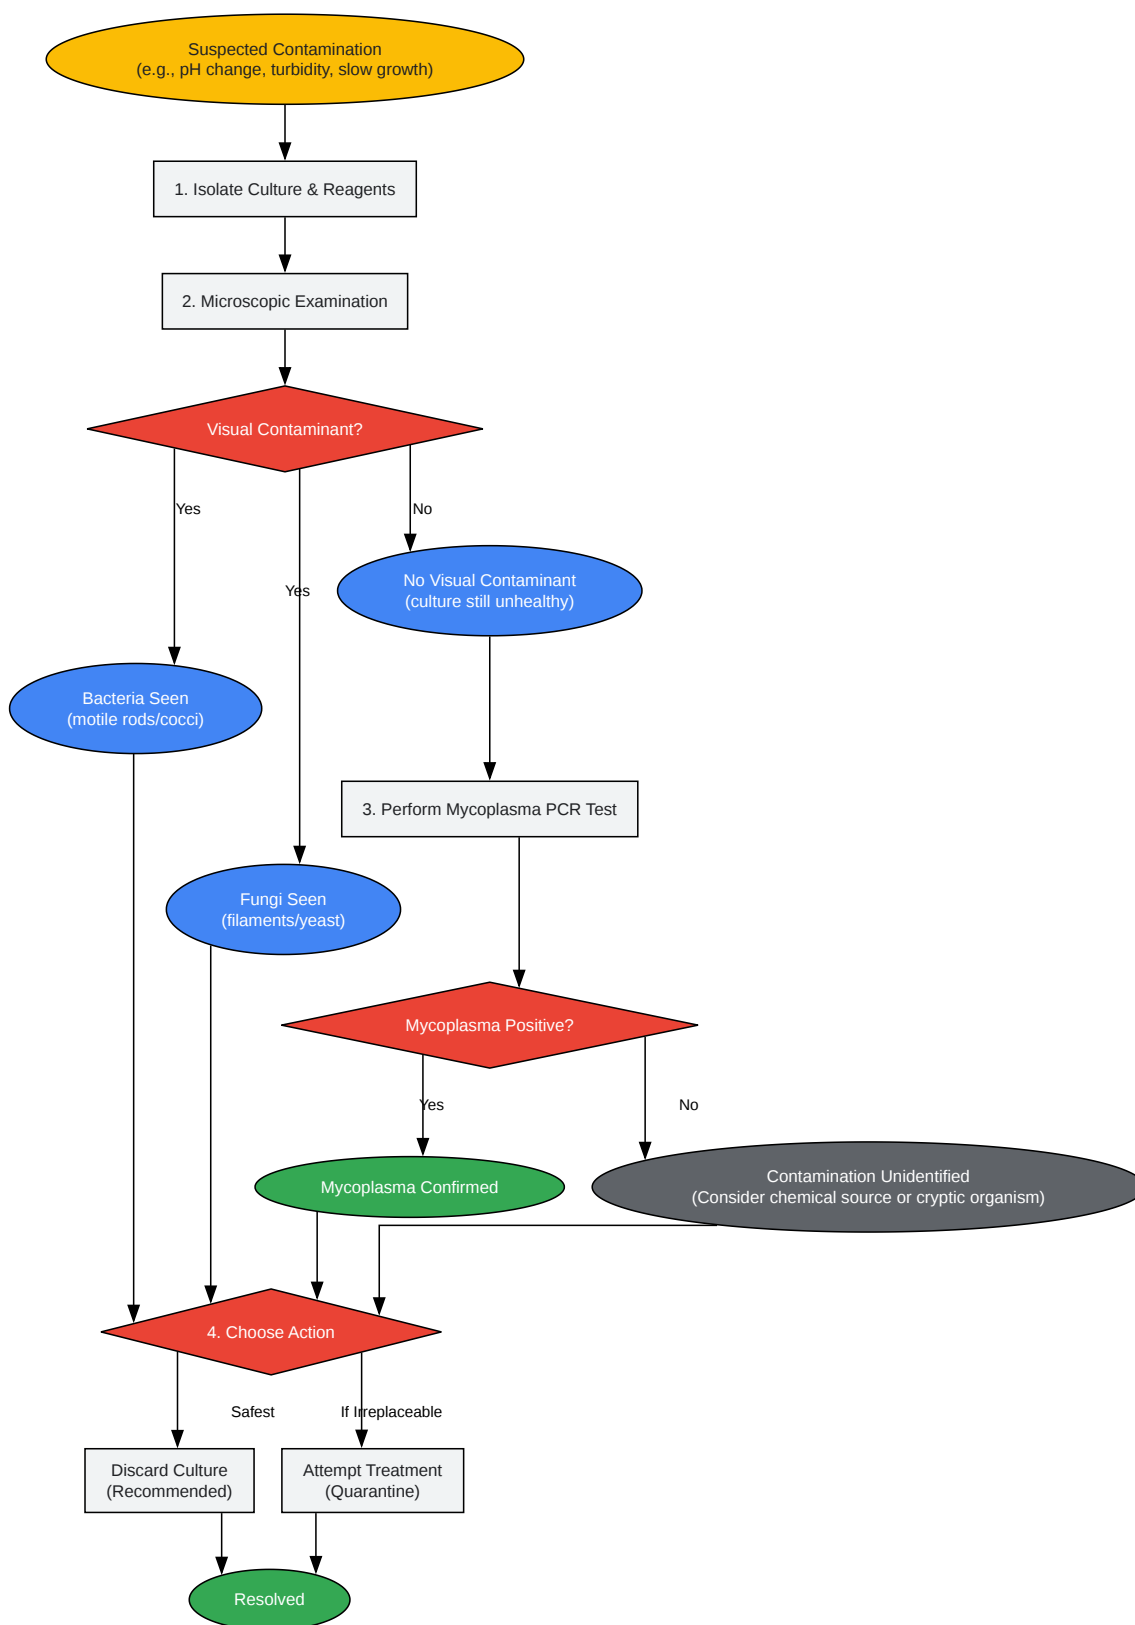 Suspected Contamination
(e.g., pH change, turbidity, slow growth)
1. Isolate Culture & Reagents
2. Microscopic Examination
Visual Contaminant?
Yes
No
Yes
No Visual Contaminant
(culture still unhealthy)
Bacteria Seen
(motile rods/cocci)
3. Perform Mycoplasma PCR Test
Fungi Seen
(filaments/yeast)
Mycoplasma Positive?
Yes
No
Mycoplasma Confirmed
Contamination Unidentified
(Consider chemical source or cryptic organism)
4. Choose Action
Safest
If Irreplaceable
Discard Culture
(Recommended)
Attempt Treatment
(Quarantine)
Resolved